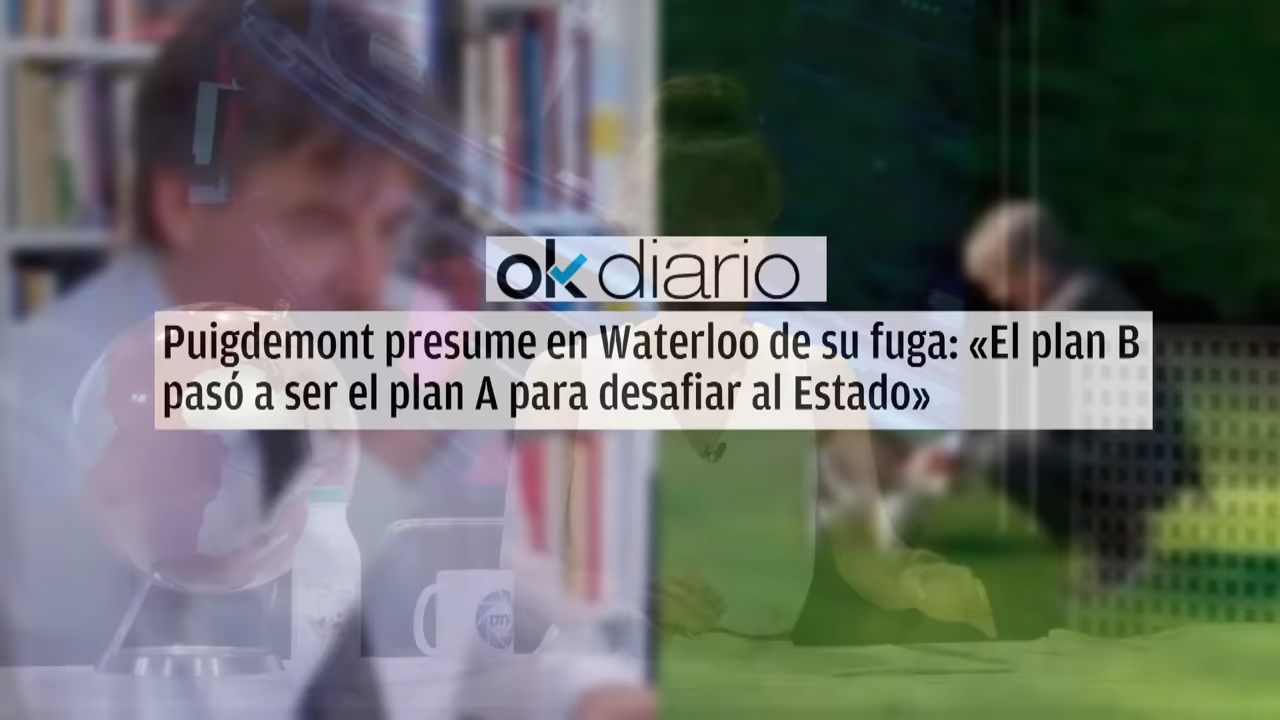 okdiario
Puigdemont presume en Waterloo de su fuga: «El plan B
pasó a ser el plan A para desafiar al Estado»